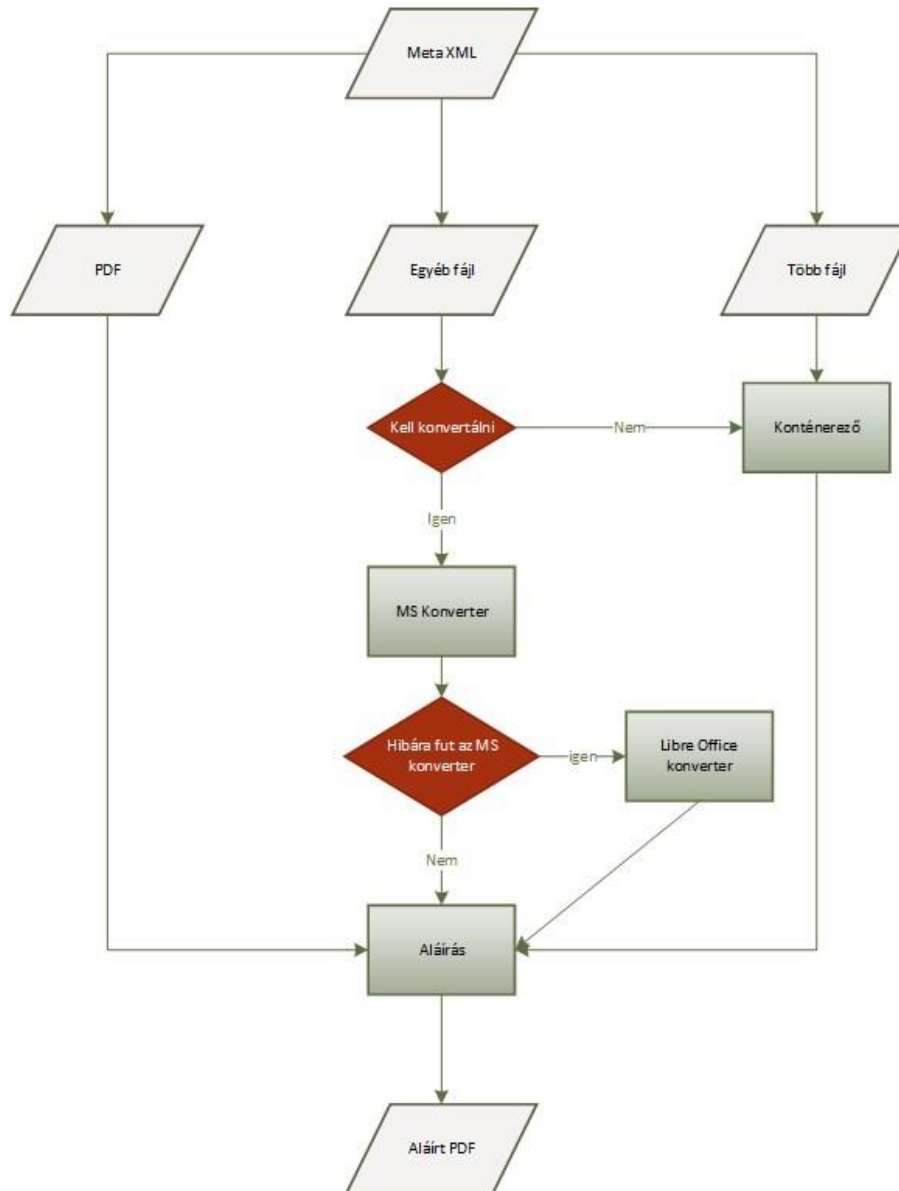 Meta XML
PDF
Egyéb fájl
Több fájl
Kell konvertálni
Nem
Konténerező
Igen
MS Konverter
Hibára fut az MS
konverter
igen
Libre Office
konverter
Nem
Aláírás
Aláírt PDF